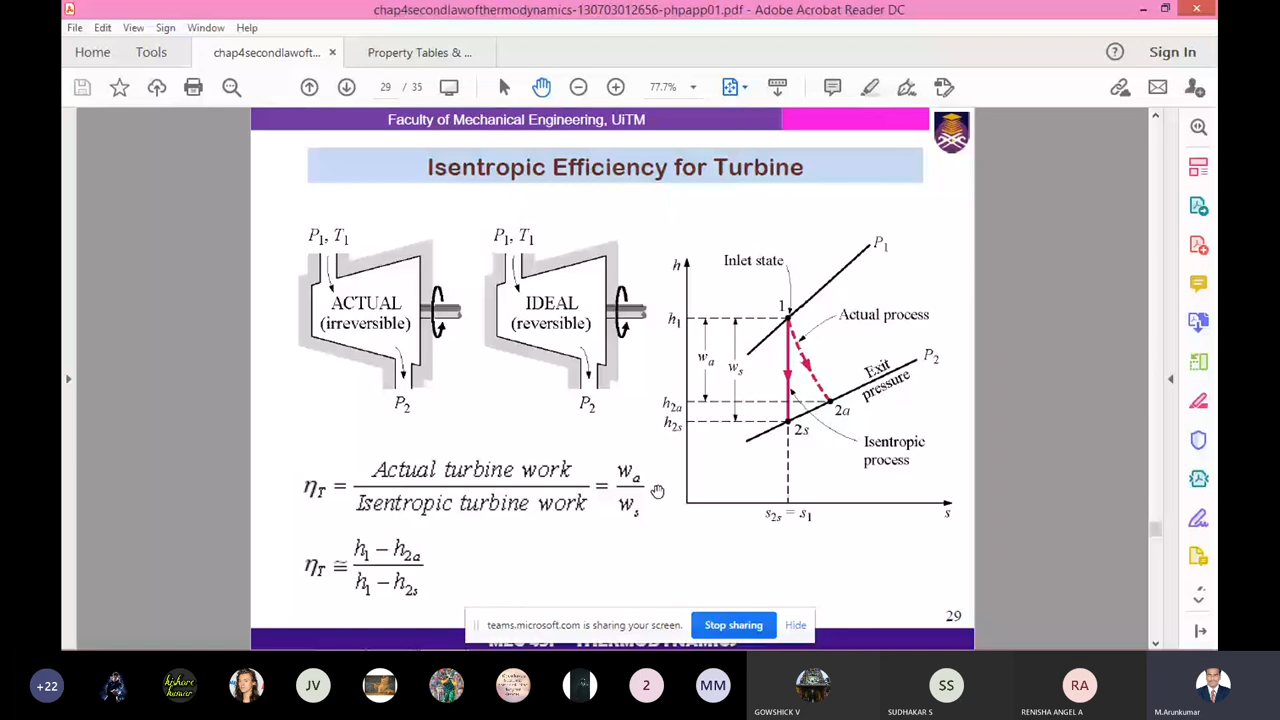 chap4secondlawofthermodynamics-130703012656-phpapp01.pdf - Adobe Acrobat Reader DC
File Edit View Sign Window Help
Home Tools chap4secondlawoft... × Property Tables & ... Sign In
29 / 35 77.7%
Faculty of Mechanical Engineering, UiTM
Isentropic Efficiency for Turbine
P1, T1
ACTUAL
(irreversible)
P2
P1, T1
IDEAL
(reversible)
P2
h
P1
Inlet state
1
h1
Actual process
wa
ws
P2
Exit
pressure
h2a
2a
h2s
2s
Isentropic
process
s2s = s1
s
ηT = Actual turbine work / Isentropic turbine work = wa / ws
ηT ≅ h1 − h2a / h1 − h2s
29
teams.microsoft.com is sharing your screen. Stop sharing Hide
+22
kishore
kumar
JV
2
MM
GOWSHICK V
SS
SUDHAKAR S
RA
RENISHA ANGEL A
M.Arunkumar